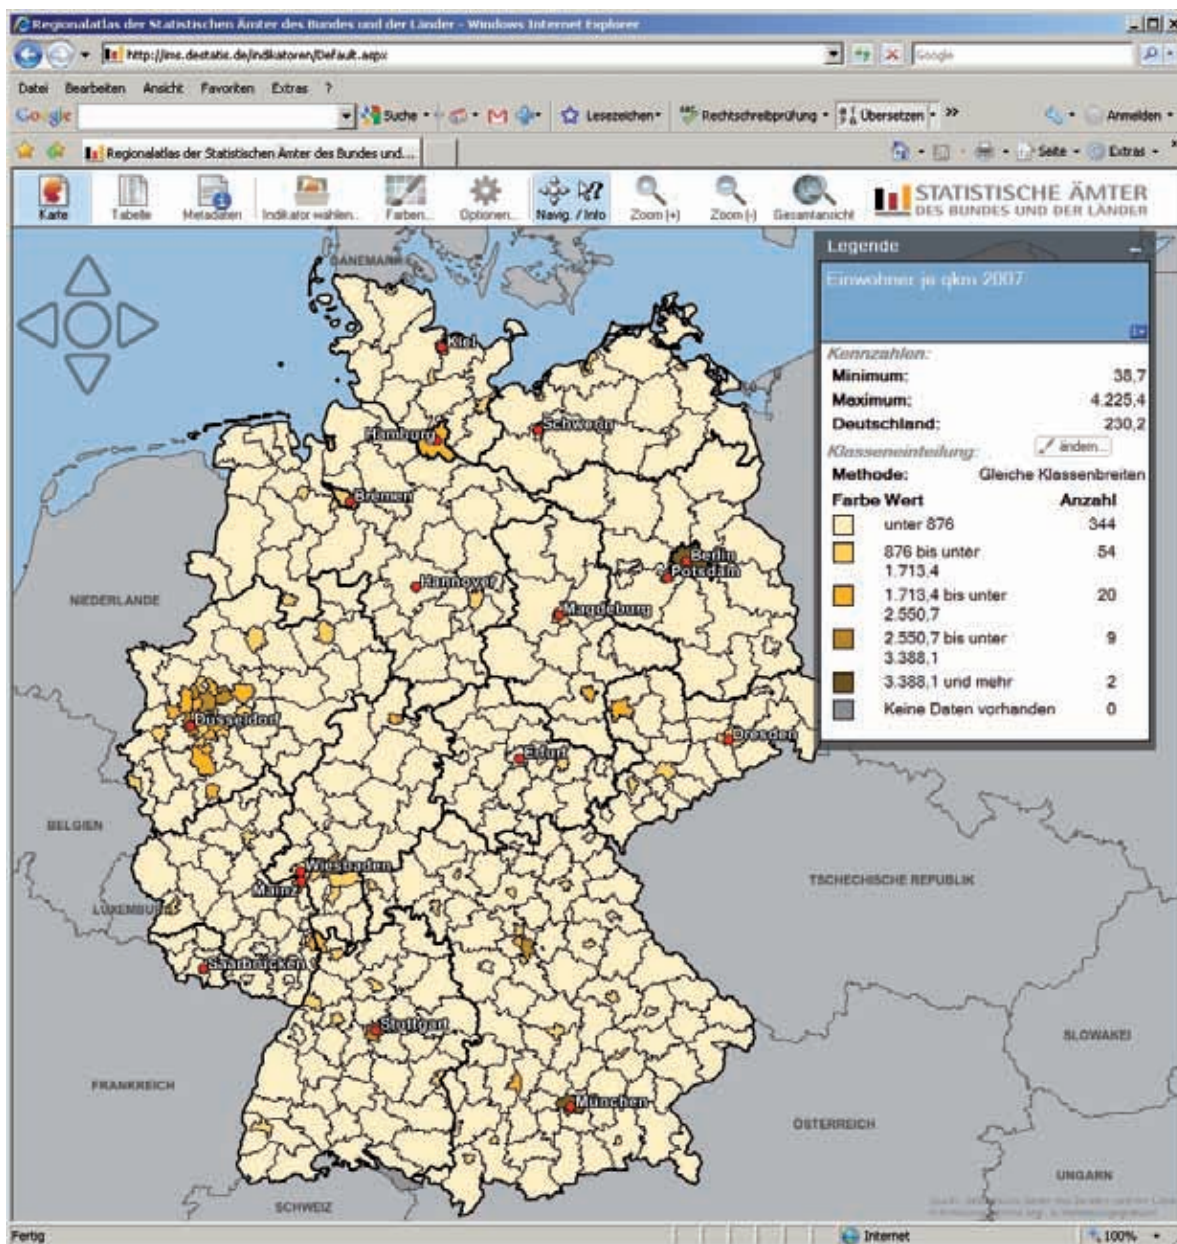 Regionalatlas der Statistischen Ämter des Bundes und der Länder - Windows Internet Explorer
http://ims.destatis.de/indikatoren/Default.aspx
Google
Datei Bearbeiten Ansicht Favoriten Extras ?
Google Suche Lesezeichen Rechtschreibprüfung Übersetzen Anmelden
Regionalatlas der Statistischen Ämter des Bundes und... Seite Extras
Karte Tabelle Metadaten Indikator wählen... Farben... Optionen... Navig. / Info Zoom (+) Zoom (-) Gesamtansicht
STATISTISCHE ÄMTER
DES BUNDES UND DER LÄNDER
Legende
Einwohner je qkm 2007
Kennzahlen:
Minimum: 38,7
Maximum: 4.225,4
Deutschland: 230,2
Klasseneinteilung: ändern...
Methode: Gleiche Klassenbreiten
Farbe Wert Anzahl
unter 876 344
876 bis unter 54
1.713,4
1.713,4 bis unter 20
2.550,7
2.550,7 bis unter 9
3.388,1
3.388,1 und mehr 2
Keine Daten vorhanden 0
DÄNEMARK
Kiel
Hamburg
Schwerin
Bremen
Berlin
Potsdam
Hannover
NIEDERLANDE
Magdeburg
Düsseldorf
Dresden
Erfurt
BELGIEN
Wiesbaden
Mainz
TSCHECHISCHE REPUBLIK
LUXEMBURG
Saarbrücken
Stuttgart
SLOWAKEI
FRANKREICH
München
ÖSTERREICH
UNGARN
SCHWEIZ
Fertig Internet 100%